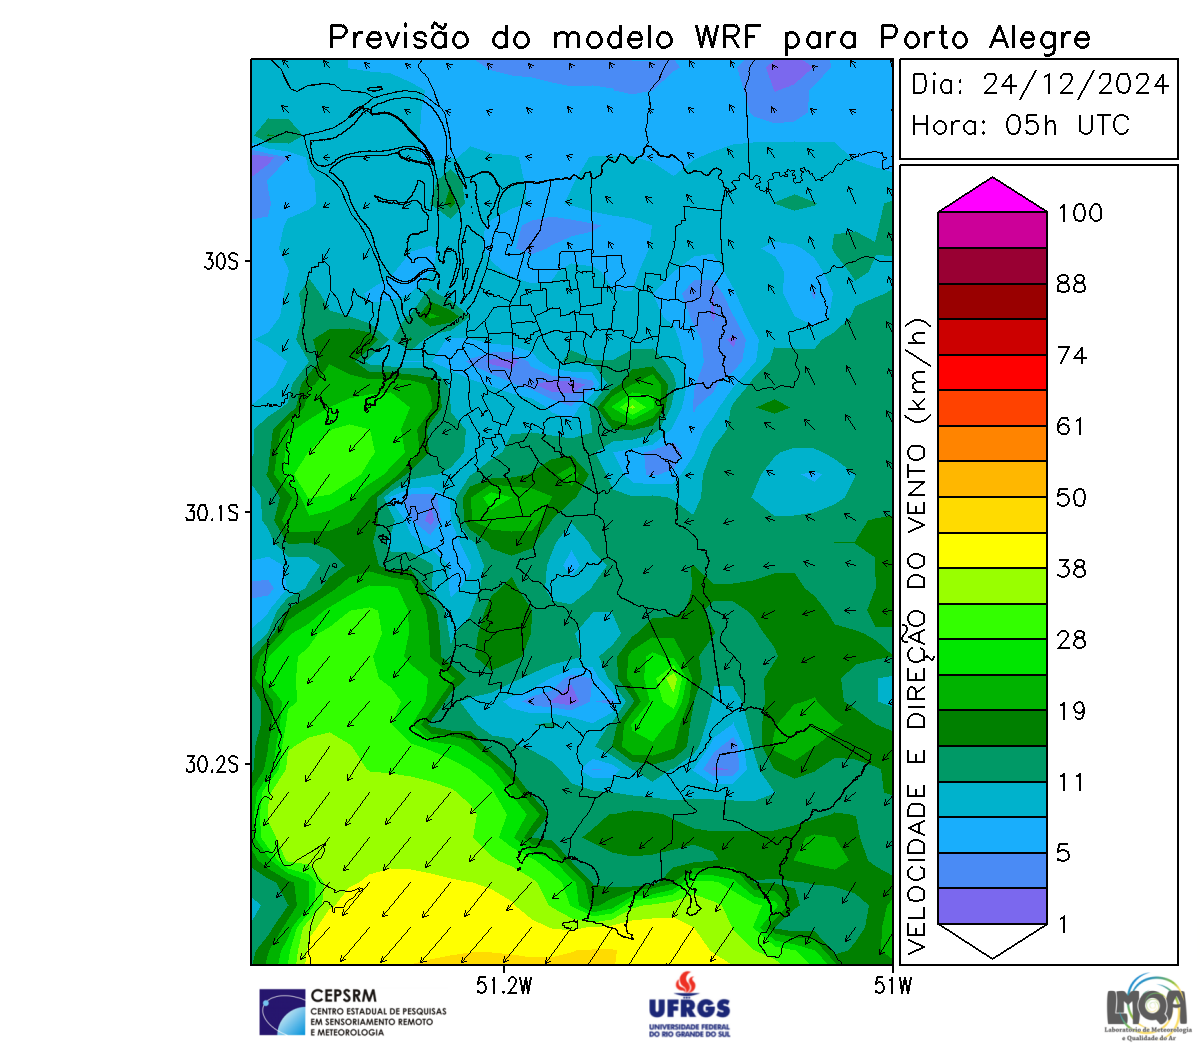 Previsão do modelo WRF para Porto Alegre
Dia: 24/12/2024
Hora: 05h UTC
30S
30.1S
30.2S
51.2W
51W
VELOCIDADE E DIREÇÃO DO VENTO (km/h)
100
88
74
61
50
38
28
19
11
5
1
CEPSRM
CENTRO ESTADUAL DE PESQUISAS
EM SENSORIAMENTO REMOTO
E METEOROLOGIA
UFRGS
UNIVERSIDADE FEDERAL
DO RIO GRANDE DO SUL
LMQA
Laboratório de Meteorologia
e Qualidade do Ar